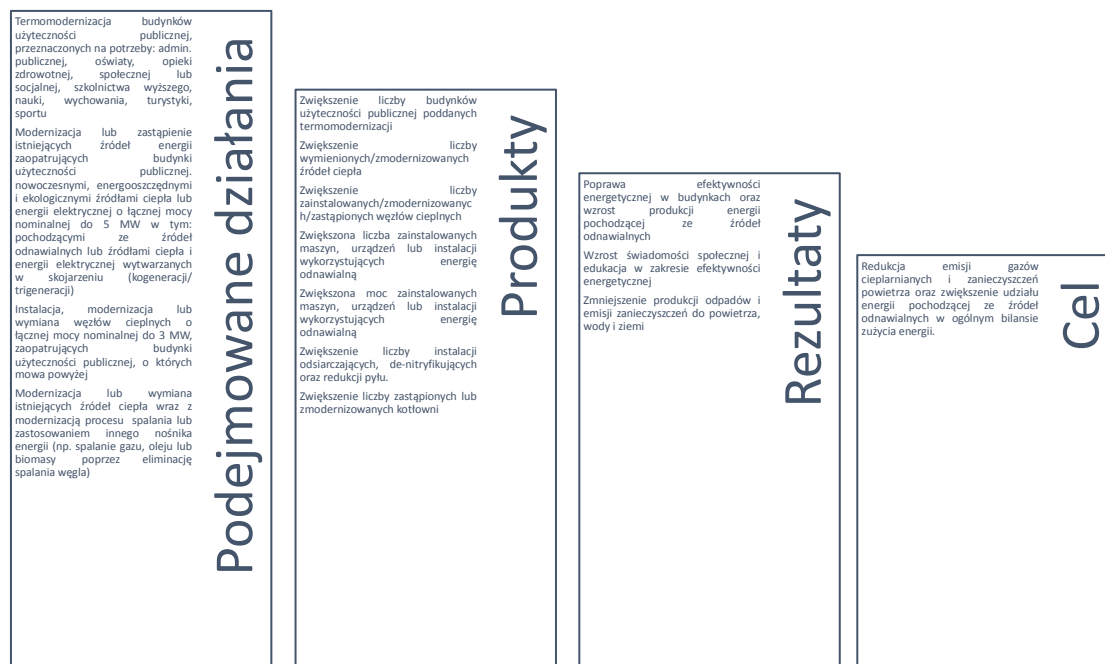 Termomodernizacja budynków
użyteczności publicznej,
przeznaczonych na potrzeby: admin.
publicznej, oświaty, opieki
zdrowotnej, społecznej lub
socjalnej, szkolnictwa wyższego,
nauki, wychowania, turystyki,
sportu
Modernizacja lub zastąpienie
istniejących źródeł energii
zaopatrujących budynki
użyteczności publicznej.
nowoczesnymi, energooszczędnymi
i ekologicznymi źródłami ciepła lub
energii elektrycznej o łącznej mocy
nominalnej do 5 MW w tym:
pochodzącymi ze źródeł
odnawialnych lub źródłami ciepła i
energii elektrycznej wytwarzanych
w skojarzeniu (kogeneracji/
trigeneracji)
Instalacja, modernizacja lub
wymiana węzłów cieplnych o
łącznej mocy nominalnej do 3 MW,
zaopatrujących budynki
użyteczności publicznej, o których
mowa powyżej
Modernizacja lub wymiana
istniejących źródeł ciepła wraz z
modernizacją procesu spalania lub
zastosowaniem innego nośnika
energii (np. spalanie gazu, oleju lub
biomasy poprzez eliminację
spalania węgla)
Podejmowane działania
Zwiększenie liczby budynków
użyteczności publicznej poddanych
termomodernizacji
Zwiększenie liczby
wymienionych/zmodernizowanych
źródeł ciepła
Zwiększenie liczby
zainstalowanych/zmodernizowanyc
h/zastąpionych węzłów cieplnych
Zwiększona liczba zainstalowanych
maszyn, urządzeń lub instalacji
wykorzystujących energię
odnawialną
Zwiększona moc zainstalowanych
maszyn, urządzeń lub instalacji
wykorzystujących energię
odnawialną
Zwiększenie liczby instalacji
odsiarczających, de-nitryfikujących
oraz redukcji pyłu.
Zwiększenie liczby zastąpionych lub
zmodernizowanych kotłowni
Produkty
Poprawa efektywności
energetycznej w budynkach oraz
wzrost produkcji energii
pochodzącej ze źródeł
odnawialnych
Wzrost świadomości społecznej i
edukacja w zakresie efektywności
energetycznej
Zmniejszenie produkcji odpadów i
emisji zanieczyszczeń do powietrza,
wody i ziemi
Rezultaty
Redukcja emisji gazów
cieplarnianych i zanieczyszczeń
powietrza oraz zwiększenie udziału
energii pochodzącej ze źródeł
odnawialnych w ogólnym bilansie
zużycia energii.
Cel